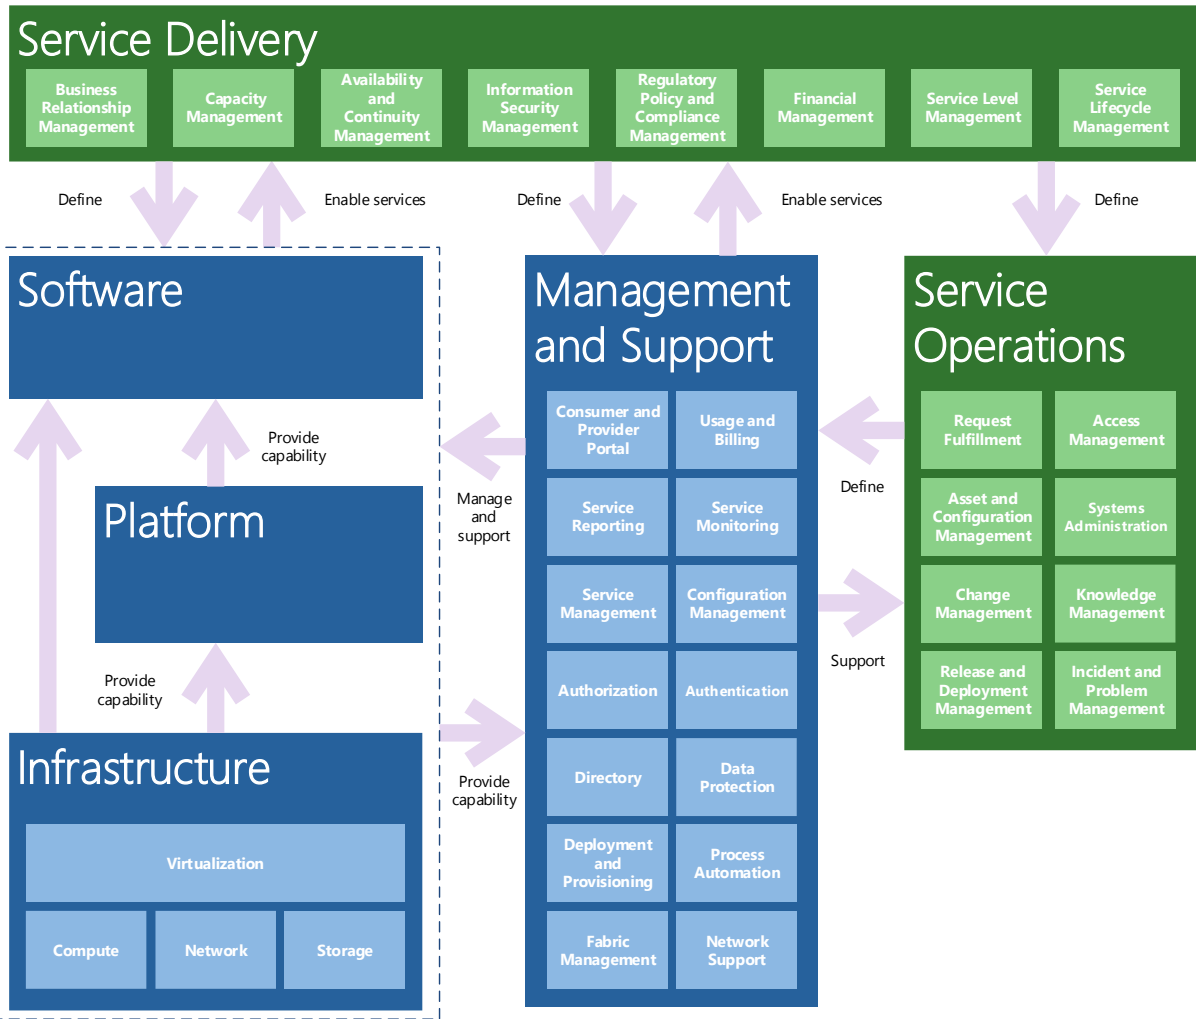 Service Delivery
Business
Relationship
Management
Capacity
Management
Availability
and
Continuity
Management
Information
Security
Management
Regulatory
Policy and
Compliance
Management
Financial
Management
Service Level
Management
Service
Lifecycle
Management
Define
Enable services
Define
Enable services
Define
Software
Provide
capability
Platform
Provide
capability
Infrastructure
Virtualization
Compute
Network
Storage
Manage
and
support
Provide
capability
Management
and Support
Consumer and
Provider
Portal
Usage and
Billing
Service
Reporting
Service
Monitoring
Service
Management
Configuration
Management
Authorization
Authentication
Directory
Data
Protection
Deployment
and
Provisioning
Process
Automation
Fabric
Management
Network
Support
Define
Support
Service
Operations
Request
Fulfillment
Access
Management
Asset and
Configuration
Management
Systems
Administration
Change
Management
Knowledge
Management
Release and
Deployment
Management
Incident and
Problem
Management